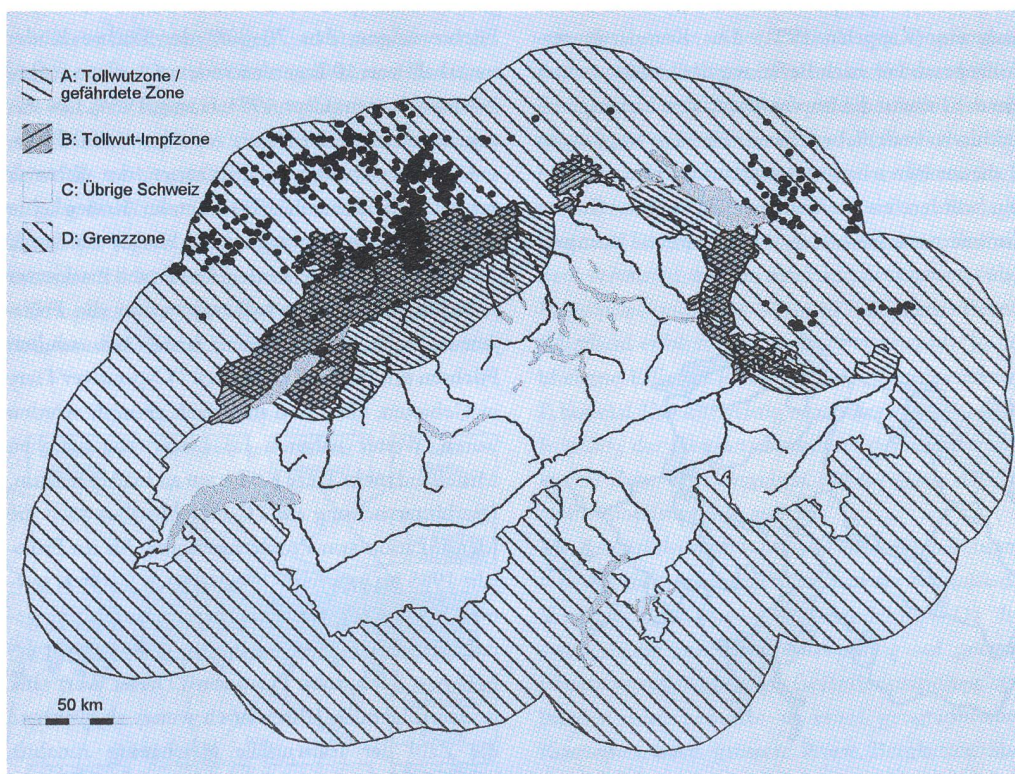 A: Tollwutzone /
gefährdete Zone
B: Tollwut-Impfzone
C: Übrige Schweiz
D: Grenzzone
50 km